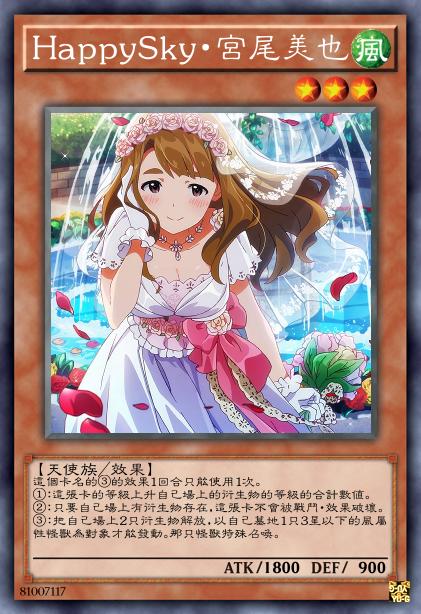 HappySky・宮尾美也 風
【天使族／效果】
這個卡名的③的效果1回合只能使用1次。
①：這張卡的等級上升自己場上的衍生物的等級的合計數值。
②：只要自己場上有衍生物存在，這張卡不會被戰鬥・效果破壞。
③：把自己場上2只衍生物解放，以自己墓地1只3星以下的風屬
性怪獸為對象才能發動。那只怪獸特殊召喚。
ATK/1800 DEF/ 900
81007117